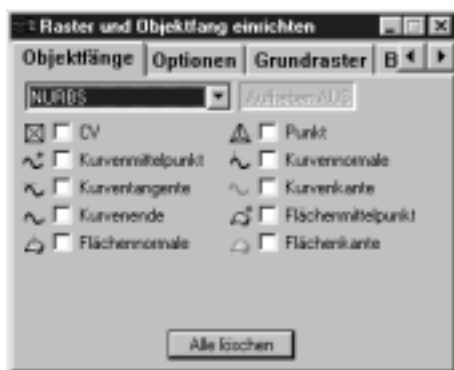 Raster und Objektfang einrichten
Objektfänge Optionen Grundraster B
NURBS Aufheben AUS
CV Punkt
Kurvenmittelpunkt Kurvennormale
Kurventangente Kurvenkante
Kurvenende Flächenmittelpunkt
Flächennormale Flächenkante
Alle löschen